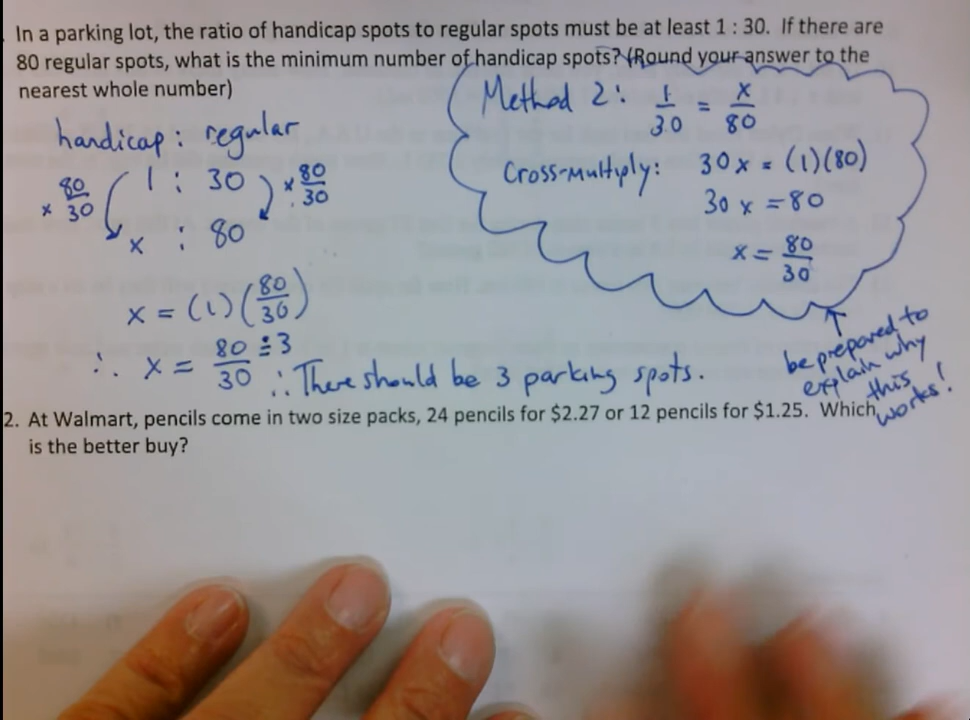 In a parking lot, the ratio of handicap spots to regular spots must be at least 1 : 30. If there are
80 regular spots, what is the minimum number of handicap spots? (Round your answer to the
nearest whole number)
handicap : regular
1 : 30
× 80/30
× 80/30
x : 80
x = (1)(80/30)
∴ x = 80/30 ≐ 3
∴ There should be 3 parking spots.
Method 2: 1/30 = x/80
Cross-multiply: 30x = (1)(80)
30x = 80
x = 80/30
be prepared to
explain why
this
works!
2. At Walmart, pencils come in two size packs, 24 pencils for $2.27 or 12 pencils for $1.25. Which
is the better buy?